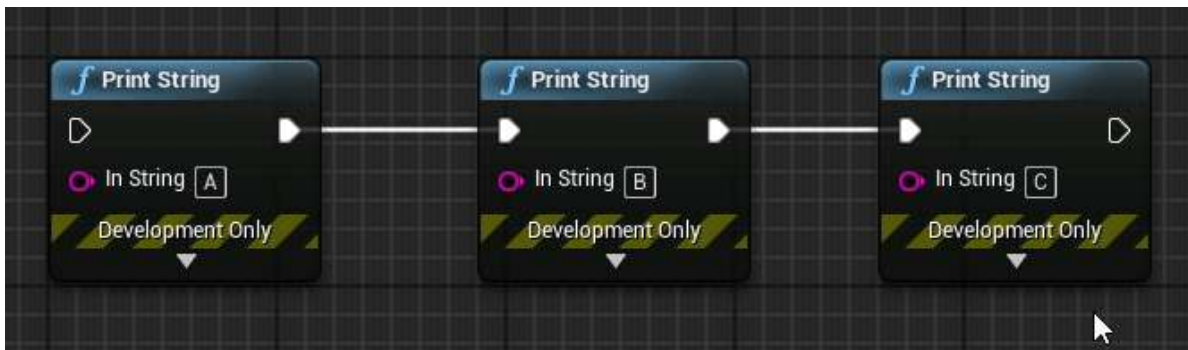 f Print String
In String A
Development Only
f Print String
In String B
Development Only
f Print String
In String C
Development Only